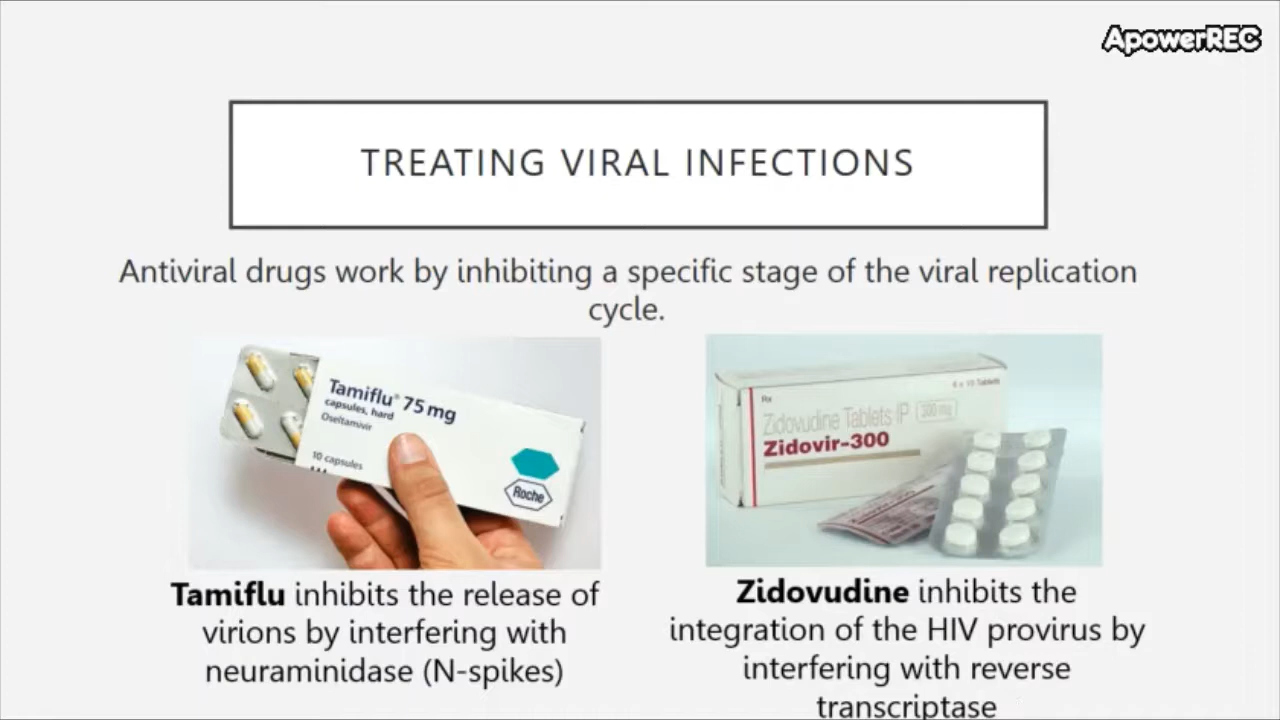 ApowerREC
TREATING VIRAL INFECTIONS
Antiviral drugs work by inhibiting a specific stage of the viral replication
cycle.
Tamiflu® 75 mg
capsules, hard
Oseltamivir
10 capsules
Roche
Rx
6 x 10 Tablets
Zidovudine Tablets IP 300 mg
Zidovir-300
Tamiflu inhibits the release of
virions by interfering with
neuraminidase (N-spikes)
Zidovudine inhibits the
integration of the HIV provirus by
interfering with reverse
transcriptase